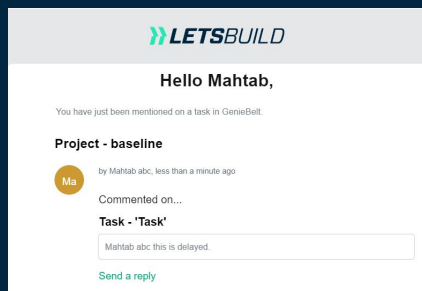 LETSBUILD
Hello Mahtab,
You have just been mentioned on a task in GenieBelt.
Project - baseline
Ma
by Mahtab abc, less than a minute ago
Commented on...
Task - 'Task'
Mahtab abc this is delayed.
Send a reply